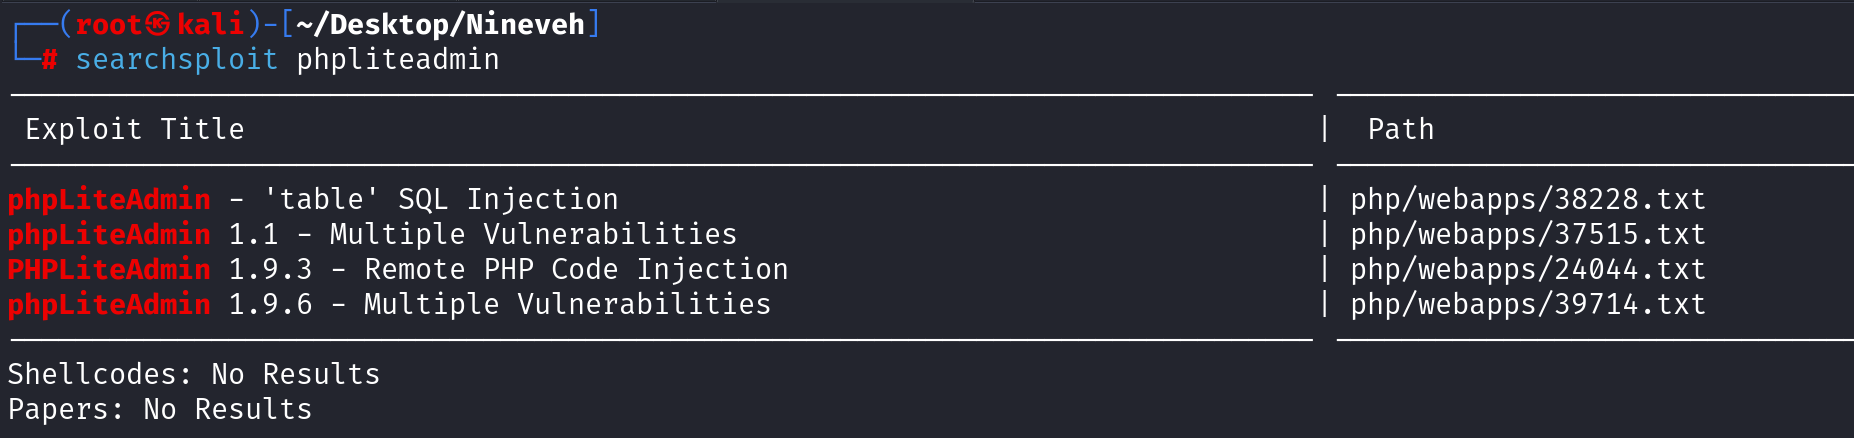 ┌──(root㉿kali)-[~/Desktop/Nineveh]
└─# searchsploit phpliteadmin
Exploit Title | Path
phpLiteAdmin - 'table' SQL Injection | php/webapps/38228.txt
phpLiteAdmin 1.1 - Multiple Vulnerabilities | php/webapps/37515.txt
PHPLiteAdmin 1.9.3 - Remote PHP Code Injection | php/webapps/24044.txt
phpLiteAdmin 1.9.6 - Multiple Vulnerabilities | php/webapps/39714.txt
Shellcodes: No Results
Papers: No Results